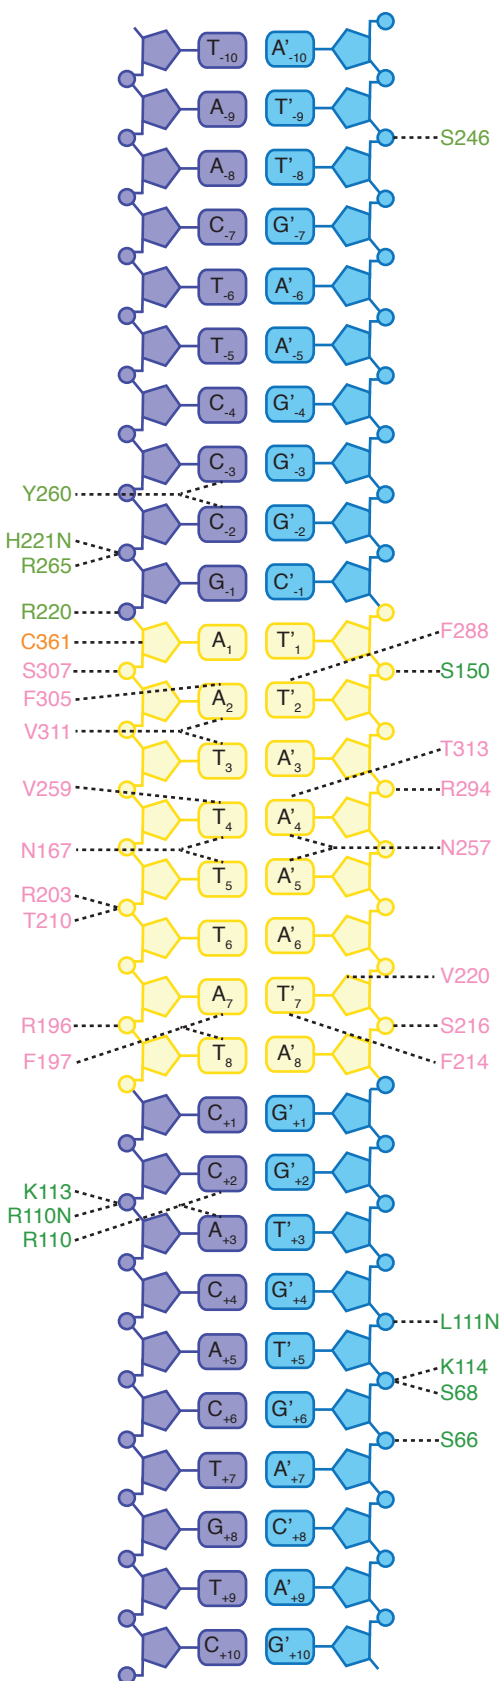 T-10 A'-10
A-9 T'-9
S246
A-8 T'-8
C-7 G'-7
T-6 A'-6
T-5 A'-5
C-4 G'-4
C-3 G'-3
Y260
C-2 G'-2
H221N
R265
G-1 C'-1
R220
C361 A1 T'1 F288
S307 S150
F305 A2 T'2
V311
T3 A'3 T313
V259 R294
T4 A'4
N167 N257
T5 A'5
R203
T210
T6 A'6
V220
A7 T'7
R196 S216
F197 T8 A'8 F214
C+1 G'+1
C+2 G'+2
K113
R110N
R110 A+3 T'+3
C+4 G'+4
L111N
A+5 T'+5
K114
S68
C+6 G'+6
S66
T+7 A'+7
G+8 C'+8
T+9 A'+9
C+10 G'+10